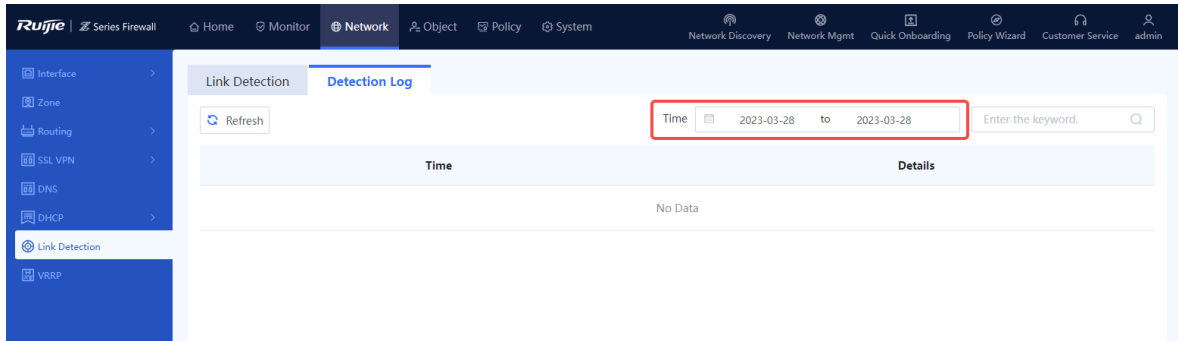 Ruijie | Z Series Firewall Home Monitor Network Object Policy System Network Discovery Network Mgmt Quick Onboarding Policy Wizard Customer Service admin
Interface
Zone
Routing
SSL VPN
DNS
DHCP
Link Detection
VRRP
Link Detection Detection Log
Refresh Time 2023-03-28 to 2023-03-28 Enter the keyword.
Time Details
No Data